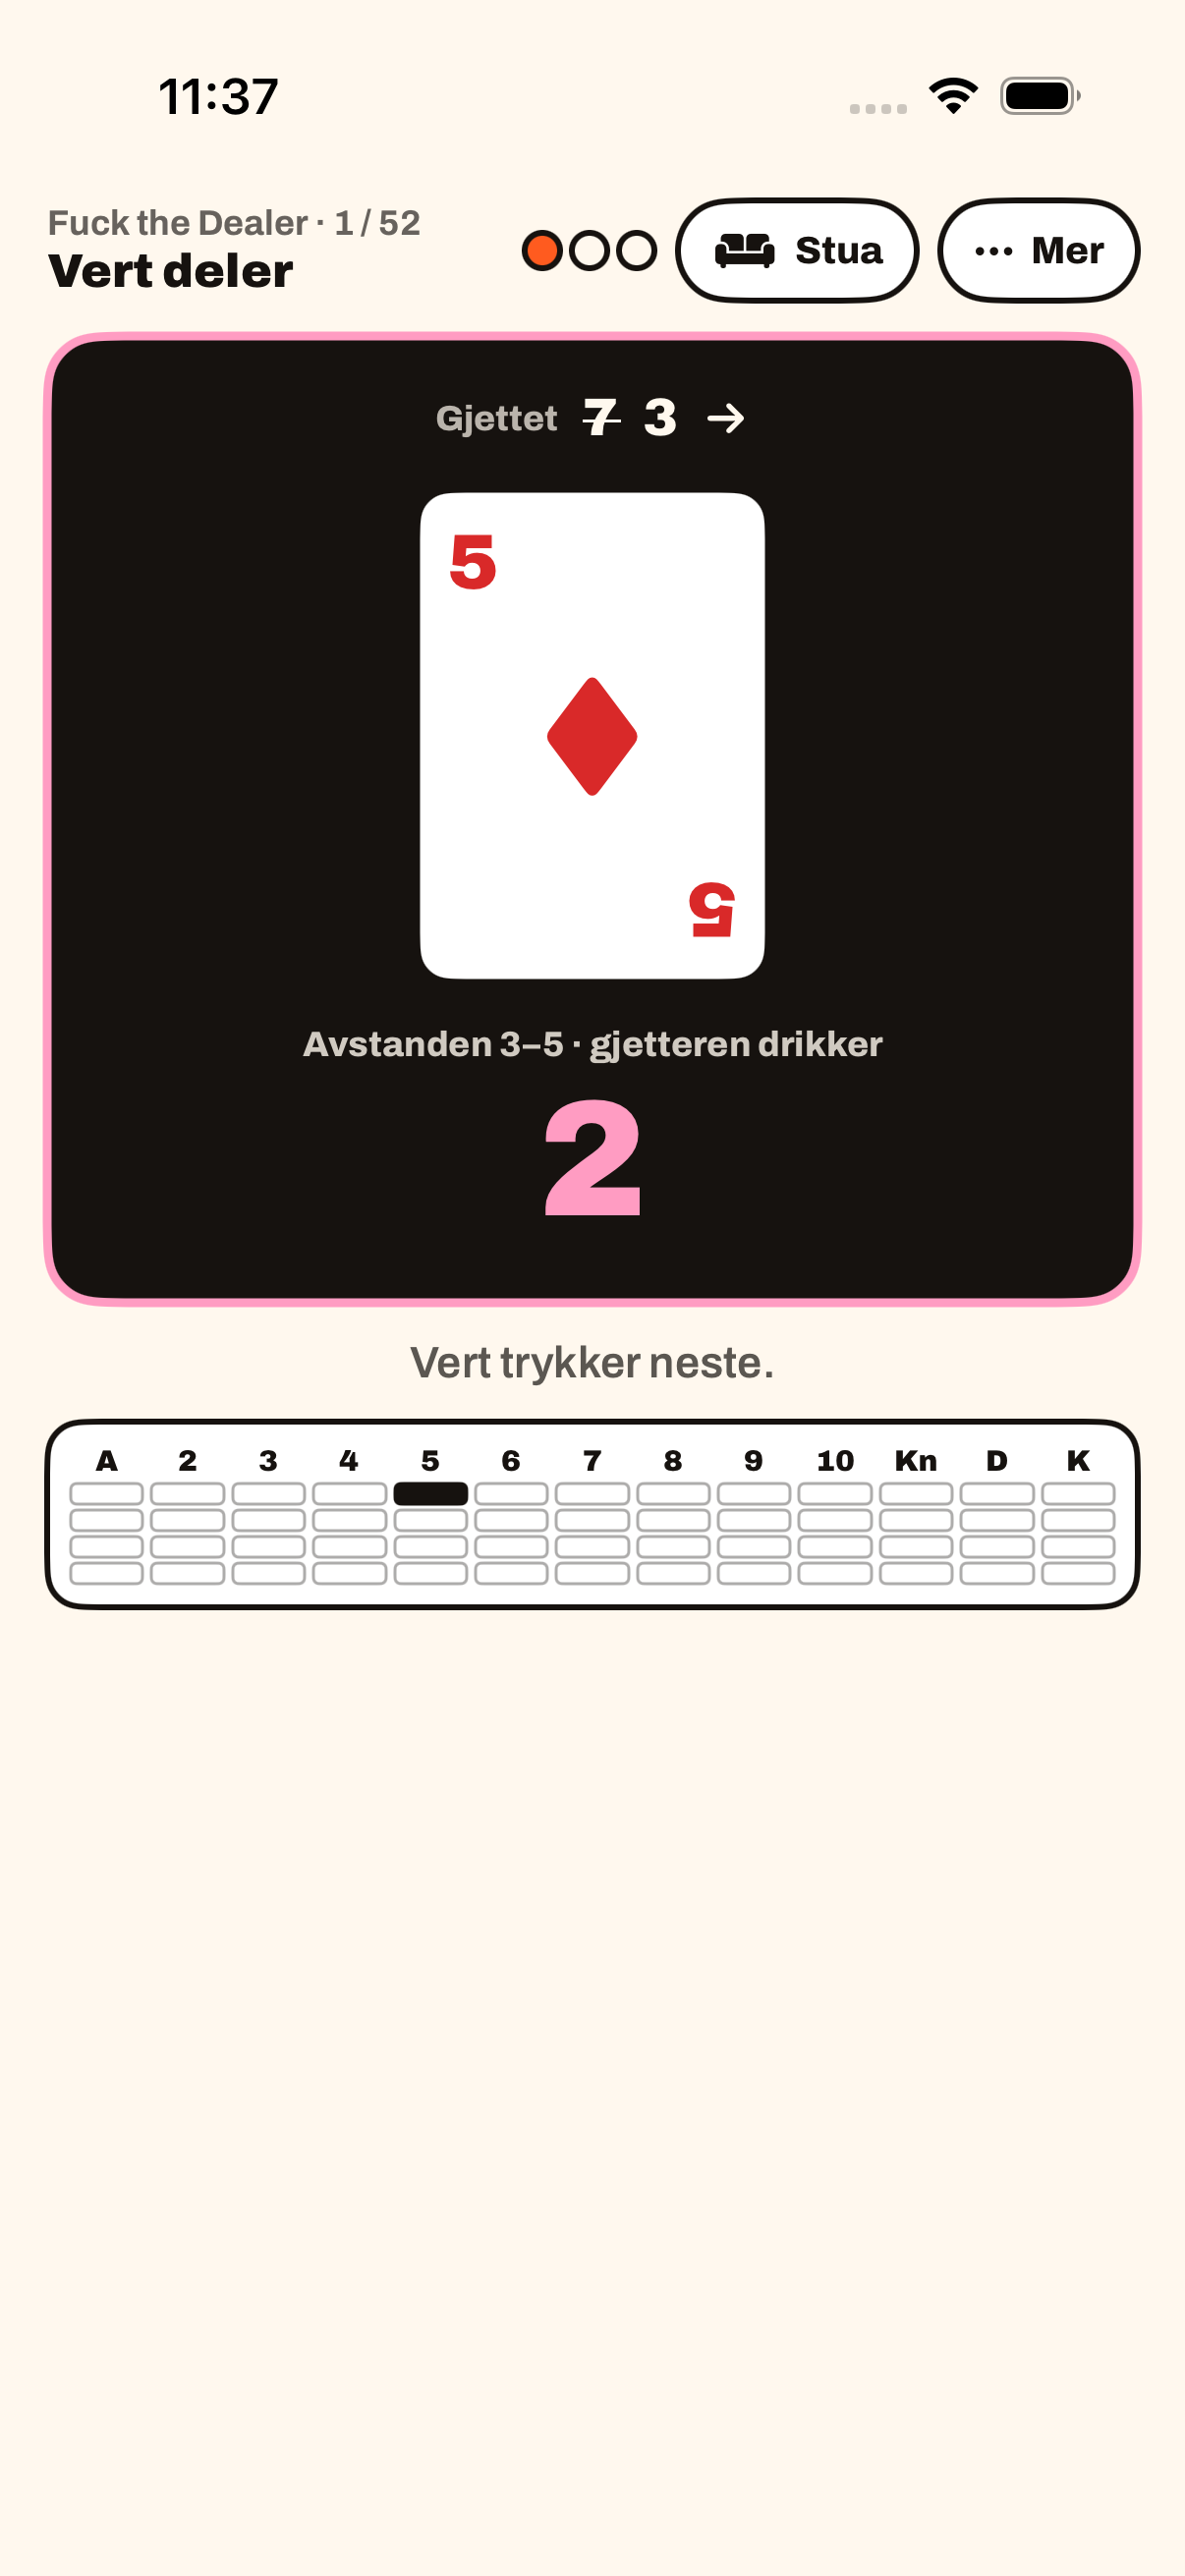 11:37
Fuck the Dealer · 1 / 52
Vert deler
Stua
Mer
Gjettet 7 3 →
5
5
Avstanden 3–5 · gjetteren drikker
2
Vert trykker neste.
A 2 3 4 5 6 7 8 9 10 Kn D K